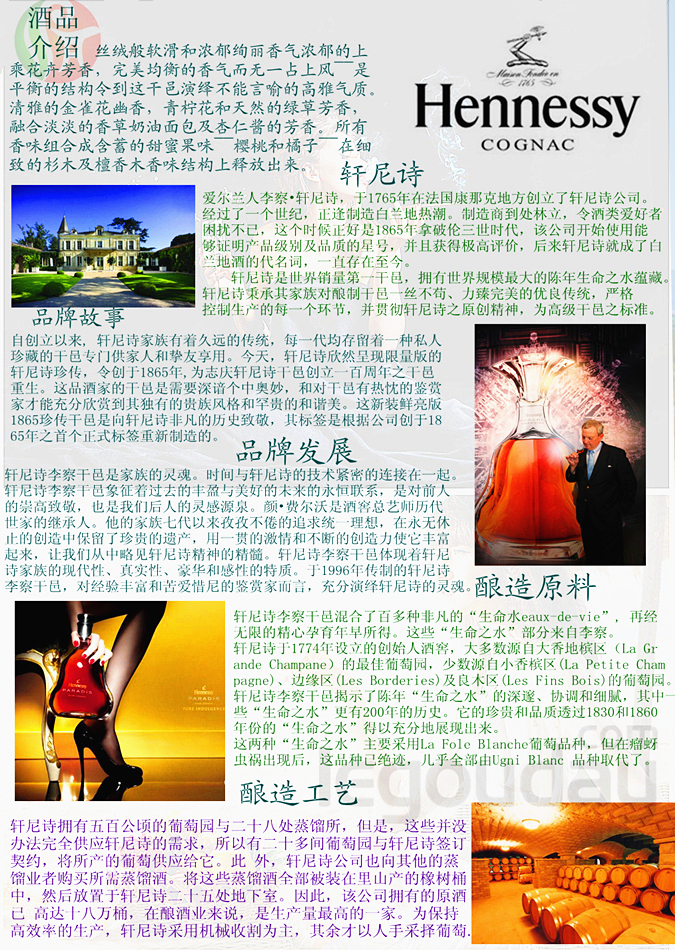 酒品
介绍
丝绒般软滑和浓郁绚丽香气浓郁的上
乘花卉芳香，完美均衡的香气而无一占上风￣￣是
平衡的结构令到这干邑演绎不能言喻的高雅气质。
清雅的金雀花幽香，青柠花和天然的绿草芳香，
融合淡淡的香草奶油面包及杏仁酱的芳香。所有
香味组合成含蓄的甜蜜果味￣￣樱桃和橘子￣￣在细
致的杉木及檀香木香味结构上释放出来。
Maison Fondée en
1765
Hennessy
COGNAC
轩尼诗
爱尔兰人李察•轩尼诗，于1765年在法国康那克地方创立了轩尼诗公司。
经过了一个世纪，正逢制造白兰地热潮。制造商到处林立，令酒类爱好者
困扰不已，这个时候正好是1865年拿破伦三世时代，该公司开始使用能
够证明产品级别及品质的星号，并且获得极高评价，后来轩尼诗就成了白
兰地酒的代名词，一直存在至今。
轩尼诗是世界销量第一干邑，拥有世界规模最大的陈年生命之水蕴藏。
轩尼诗秉承其家族对酿制干邑一丝不苟、力臻完美的优良传统，严格
控制生产的每一个环节，并贯彻轩尼诗之原创精神，为高级干邑之标准。
品牌故事
自创立以来，轩尼诗家族有着久远的传统，每一代均存留着一种私人
珍藏的干邑专门供家人和挚友享用。今天，轩尼诗欣然呈现限量版的
轩尼诗珍传，令创于1865年,为志庆轩尼诗干邑创立一百周年之干邑
重生。这品酒家的干邑是需要深谙个中奥妙，和对干邑有热忱的鉴赏
家才能充分欣赏到其独有的贵族风格和罕贵的和谐美。这新装鲜亮版
1865珍传干邑是向轩尼诗非凡的历史致敬，其标签是根据公司创于18
65年之首个正式标签重新制造的。
品牌发展
轩尼诗李察干邑是家族的灵魂。时间与轩尼诗的技术紧密的连接在一起。
轩尼诗李察干邑象征着过去的丰盈与美好的未来的永恒联系，是对前人
的崇高致敬，也是我们后人的灵感源泉。颜•费尔沃是酒窖总艺师历代
世家的继承人。他的家族七代以来孜孜不倦的追求统一理想，在永无休
止的创造中保留了珍贵的遗产，用一贯的激情和不断的创造力使它丰富
起来，让我们从中略见轩尼诗精神的精髓。轩尼诗李察干邑体现着轩尼
诗家族的现代性、真实性、豪华和感性的特质。于1996年传制的轩尼诗
李察干邑，对经验丰富和苦爱惜尼的鉴赏家而言，充分演绎轩尼诗的灵魂。
酿造原料
轩尼诗李察干邑混合了百多种非凡的“生命水eaux-de-vie”，再经
无限的精心孕育年早所得。这些“生命之水”部分来自李察。
轩尼诗于1774年设立的创始人酒窖，大多数源自大香地槟区（La Gr
ande Champane）的最佳葡萄园，少数源自小香槟区(La Petite Cham
pagne)、边缘区(Les Borderies)及良木区(Les Fins Bois)的葡萄园。
轩尼诗李察干邑揭示了陈年“生命之水”的深邃、协调和细腻，其中一
些“生命之水”更有200年的历史。它的珍贵和品质透过1830和1860
年份的“生命之水”得以充分地展现出来。
这两种“生命之水”主要采用La Fole Blanche葡萄品种，但在瘤蚜
虫祸出现后，这品种已绝迹，几乎全部由Ugni Blanc 品种取代了。
Hennessy
PARADIS
酿造工艺
轩尼诗拥有五百公顷的葡萄园与二十八处蒸馏所，但是，这些并没
办法完全供应轩尼诗的需求，所以有二十多间葡萄园与轩尼诗签订
契约，将所产的葡萄供应给它。此 外，轩尼诗公司也向其他的蒸
馏业者购买所需蒸馏酒。将这些蒸馏酒全部被装在里山产的橡树桶
中，然后放置于轩尼诗二十五处地下室。因此，该公司拥有的原酒
已 高达十八万桶，在酿酒业来说，是生产量最高的一家。为保持
高效率的生产，轩尼诗采用机械收割为主，其余才以人手采择葡萄.